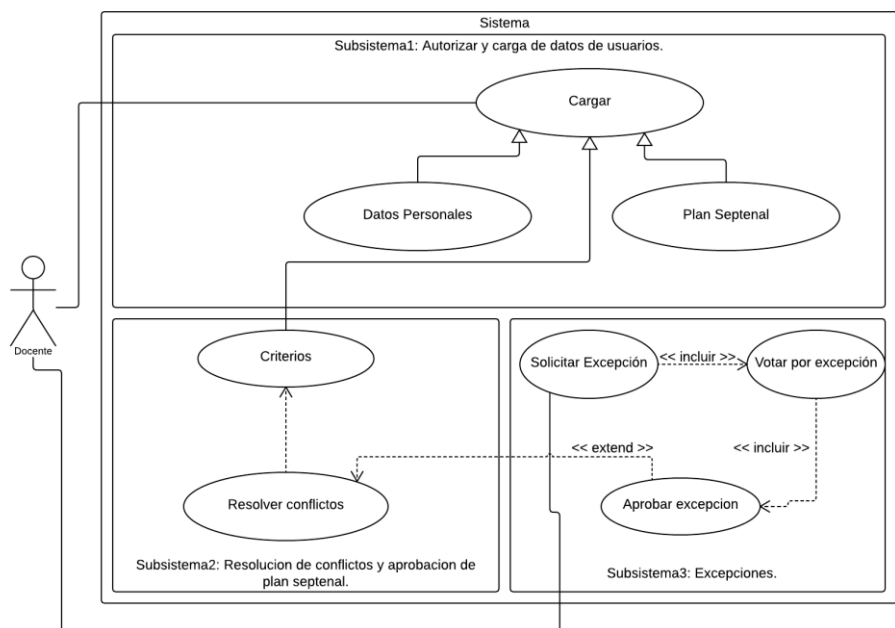 Sistema
Subsistema1: Autorizar y carga de datos de usuarios.
Cargar
Datos Personales
Plan Septenal
Docente
Criterios
Solicitar Excepción
<< incluir >>
Votar por excepción
<< extend >>
<< incluir >>
Resolver conflictos
Aprobar excepcion
Subsistema2: Resolucion de conflictos y aprobacion de
plan septenal.
Subsistema3: Excepciones.